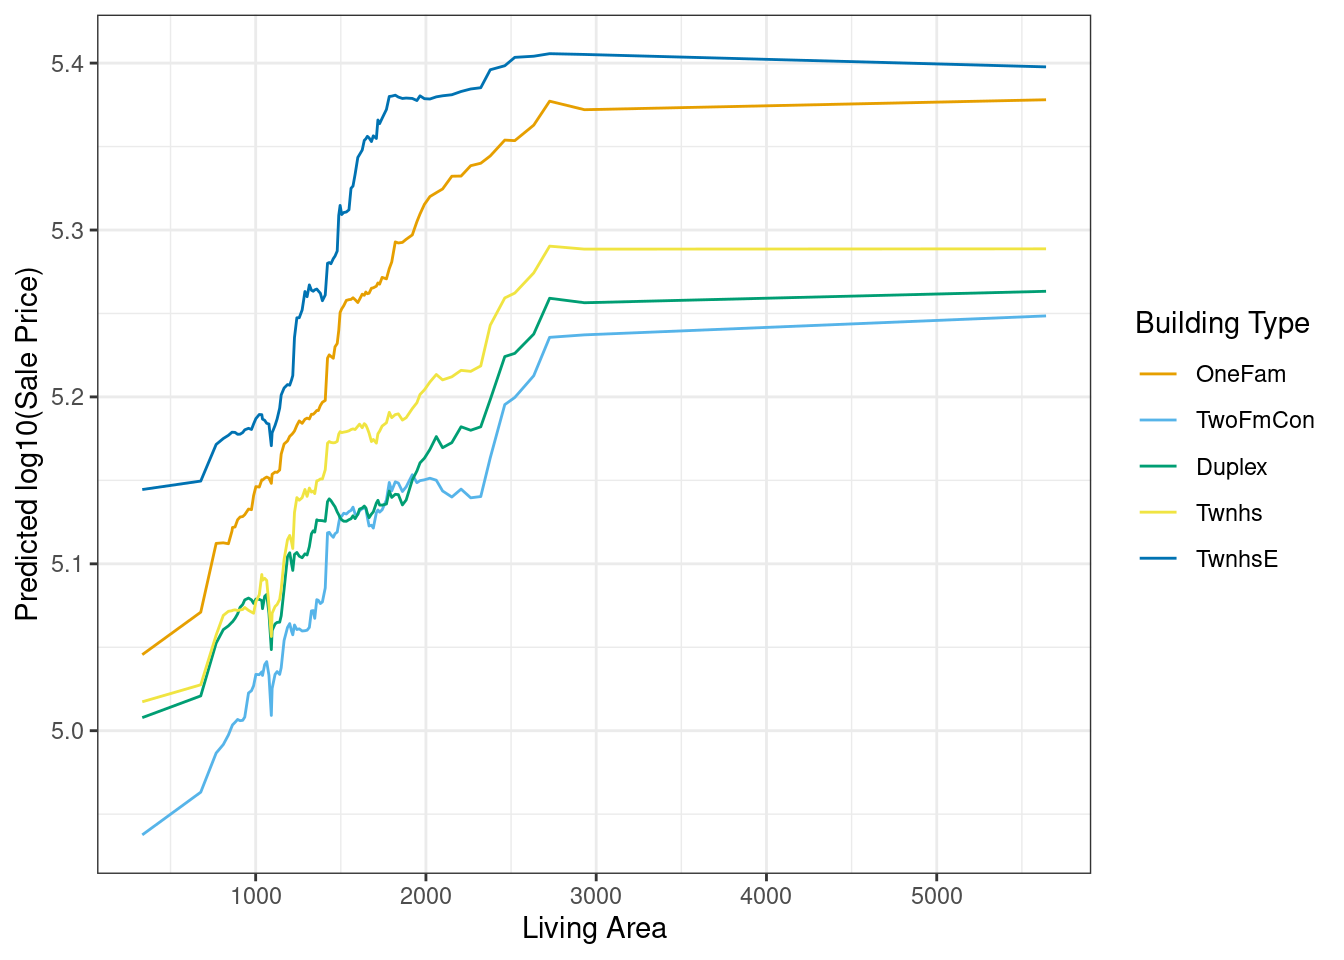 5.4
5.3
5.2
5.1
5.0
Predicted log10(Sale Price)
1000 2000 3000 4000 5000
Living Area
Building Type
OneFam
TwoFmCon
Duplex
Twnhs
TwnhsE